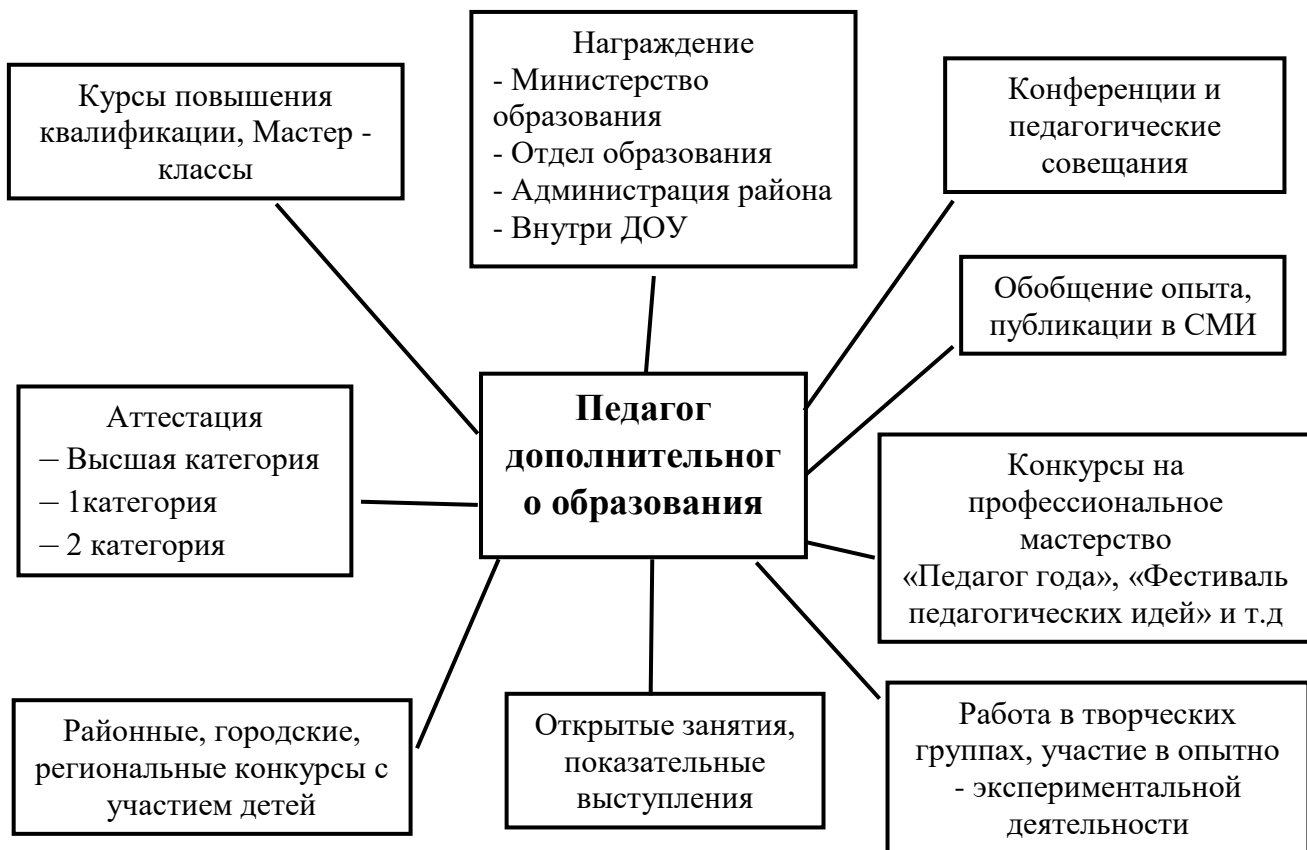 Курсы повышения
квалификации, Мастер -
классы
Награждение
- Министерство
образования
- Отдел образования
- Администрация района
- Внутри ДОУ
Конференции и
педагогические
совещания
Обобщение опыта,
публикации в СМИ
Аттестация
– Высшая категория
– 1категория
– 2 категория
Педагог
дополнительног
о образования
Конкурсы на
профессиональное
мастерство
«Педагог года», «Фестиваль
педагогических идей» и т.д
Районные, городские,
региональные конкурсы с
участием детей
Открытые занятия,
показательные
выступления
Работа в творческих
группах, участие в опытно
- экспериментальной
деятельности